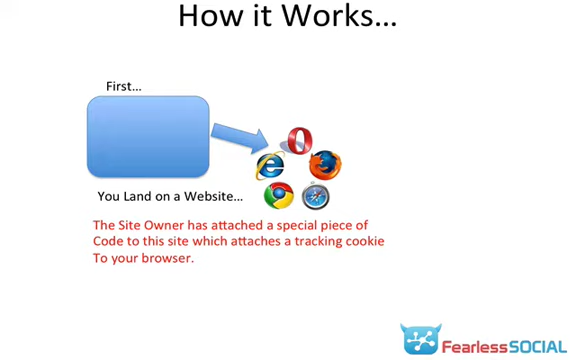 How it Works...
First...
You Land on a Website...
The Site Owner has attached a special piece of
Code to this site which attaches a tracking cookie
To your browser.
FearlessSOCIAL